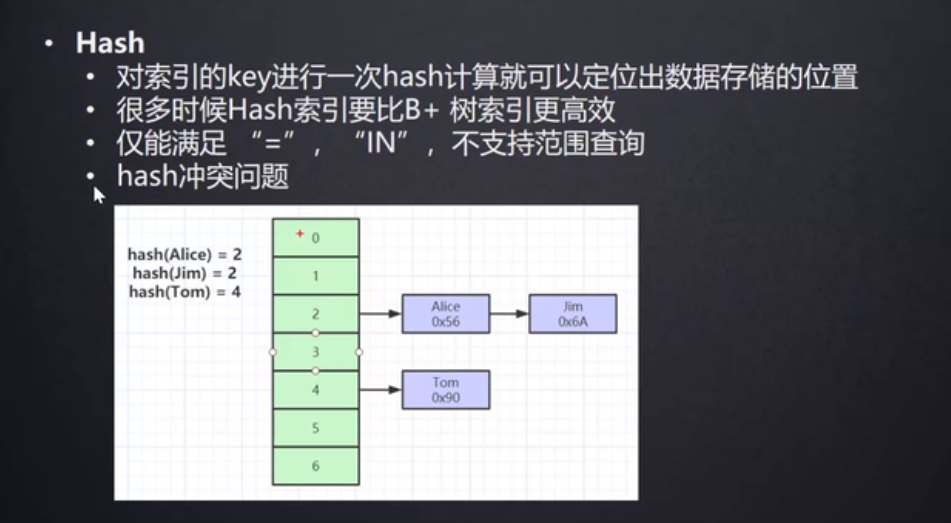 • Hash
• 对索引的key进行一次hash计算就可以定位出数据存储的位置
• 很多时候Hash索引要比B+ 树索引更高效
• 仅能满足 “=”，“IN”，不支持范围查询
• hash冲突问题
hash(Alice) = 2
hash(Jim) = 2
hash(Tom) = 4
0
1
2
Alice
0x56
Jim
0x6A
3
4
Tom
0x90
5
6